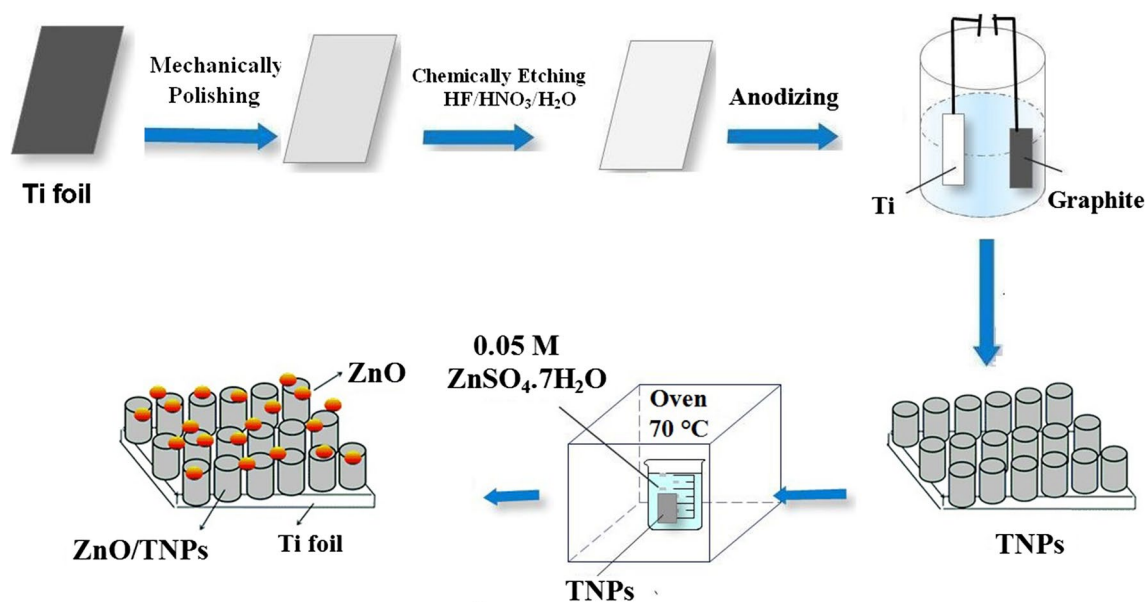 Mechanically
Polishing
Chemically Etching
HF/HNO₃/H₂O
Anodizing
Ti foil
Ti
Graphite
0.05 M
ZnSO₄.7H₂O
ZnO
Oven
70 °C
ZnO/TNPs
Ti foil
TNPs
TNPs